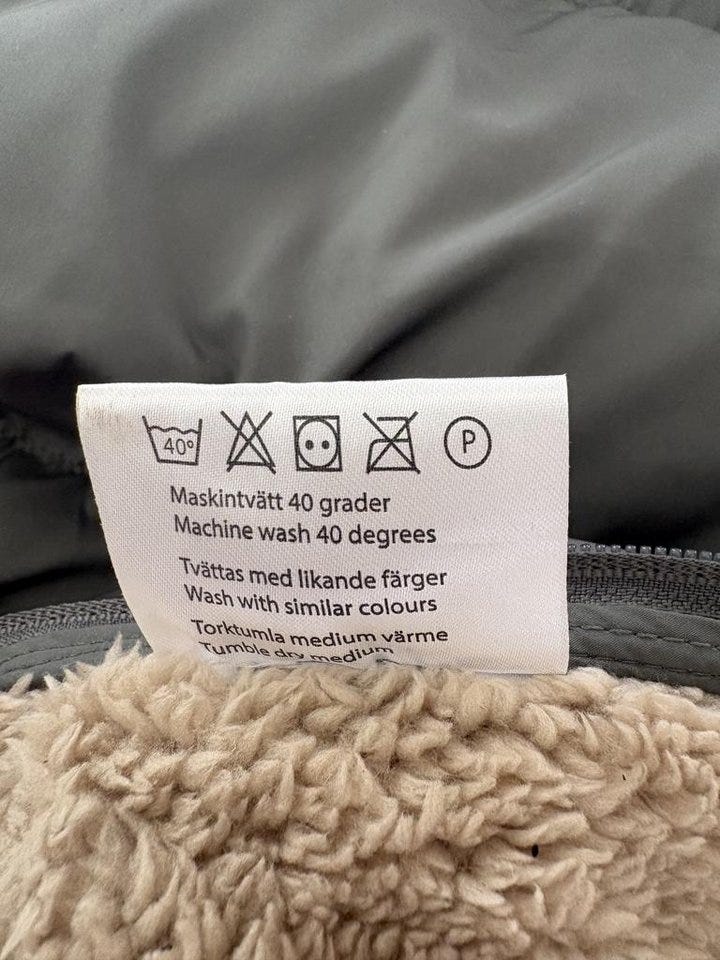 40° P
Maskintvätt 40 grader
Machine wash 40 degrees
Tvättas med likande färger
Wash with similar colours
Torktumla medium värme
Tumble dry medium